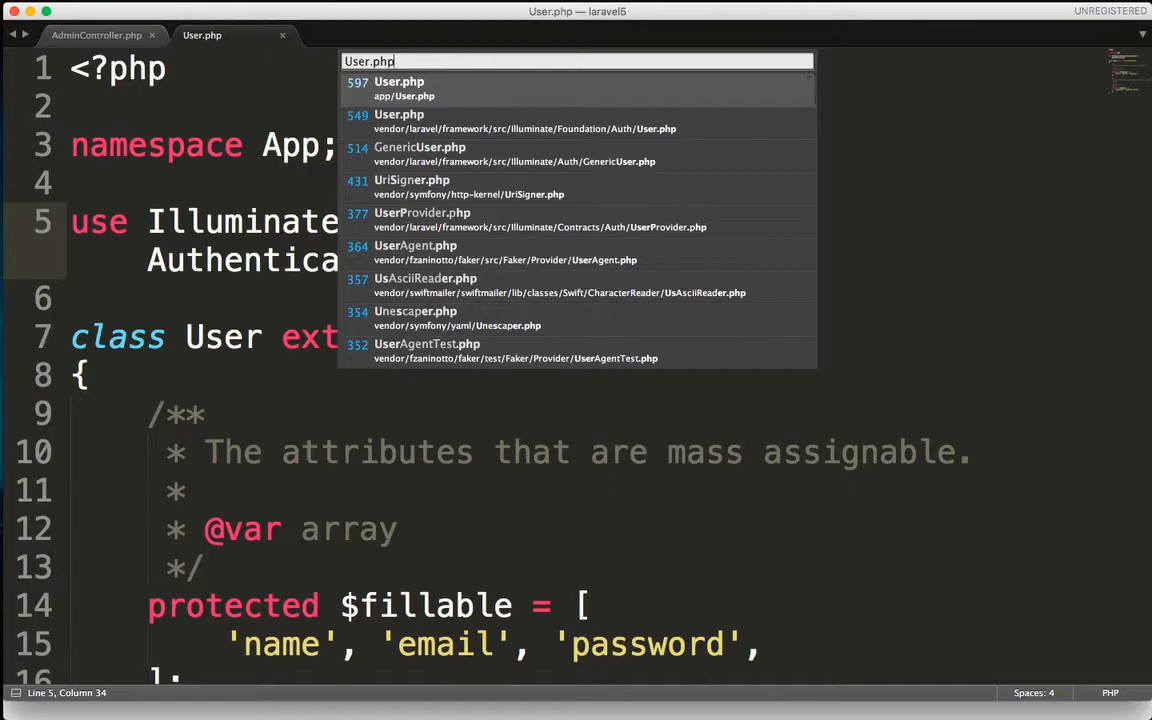 User.php — laravel5
UNREGISTERED
AdminController.php ×
User.php ×
User.php
597 User.php
app/User.php
549 User.php
vendor/laravel/framework/src/Illuminate/Foundation/Auth/User.php
514 GenericUser.php
vendor/laravel/framework/src/Illuminate/Auth/GenericUser.php
431 UriSigner.php
vendor/symfony/http-kernel/UriSigner.php
377 UserProvider.php
vendor/laravel/framework/src/Illuminate/Contracts/Auth/UserProvider.php
364 UserAgent.php
vendor/fzaninotto/faker/src/Faker/Provider/UserAgent.php
357 UsAsciiReader.php
vendor/swiftmailer/swiftmailer/lib/classes/Swift/CharacterReader/UsAsciiReader.php
354 Unescaper.php
vendor/symfony/yaml/Unescaper.php
352 UserAgentTest.php
vendor/fzaninotto/faker/test/Faker/Provider/UserAgentTest.php
1 <?php
2
3 namespace App;
4
5 use Illuminate
Authentica
6
7 class User ext
8 {
9 /**
10 * The attributes that are mass assignable.
11 *
12 * @var array
13 */
14 protected $fillable = [
15 'name', 'email', 'password',
16 ];
Line 5, Column 34
Spaces: 4
PHP